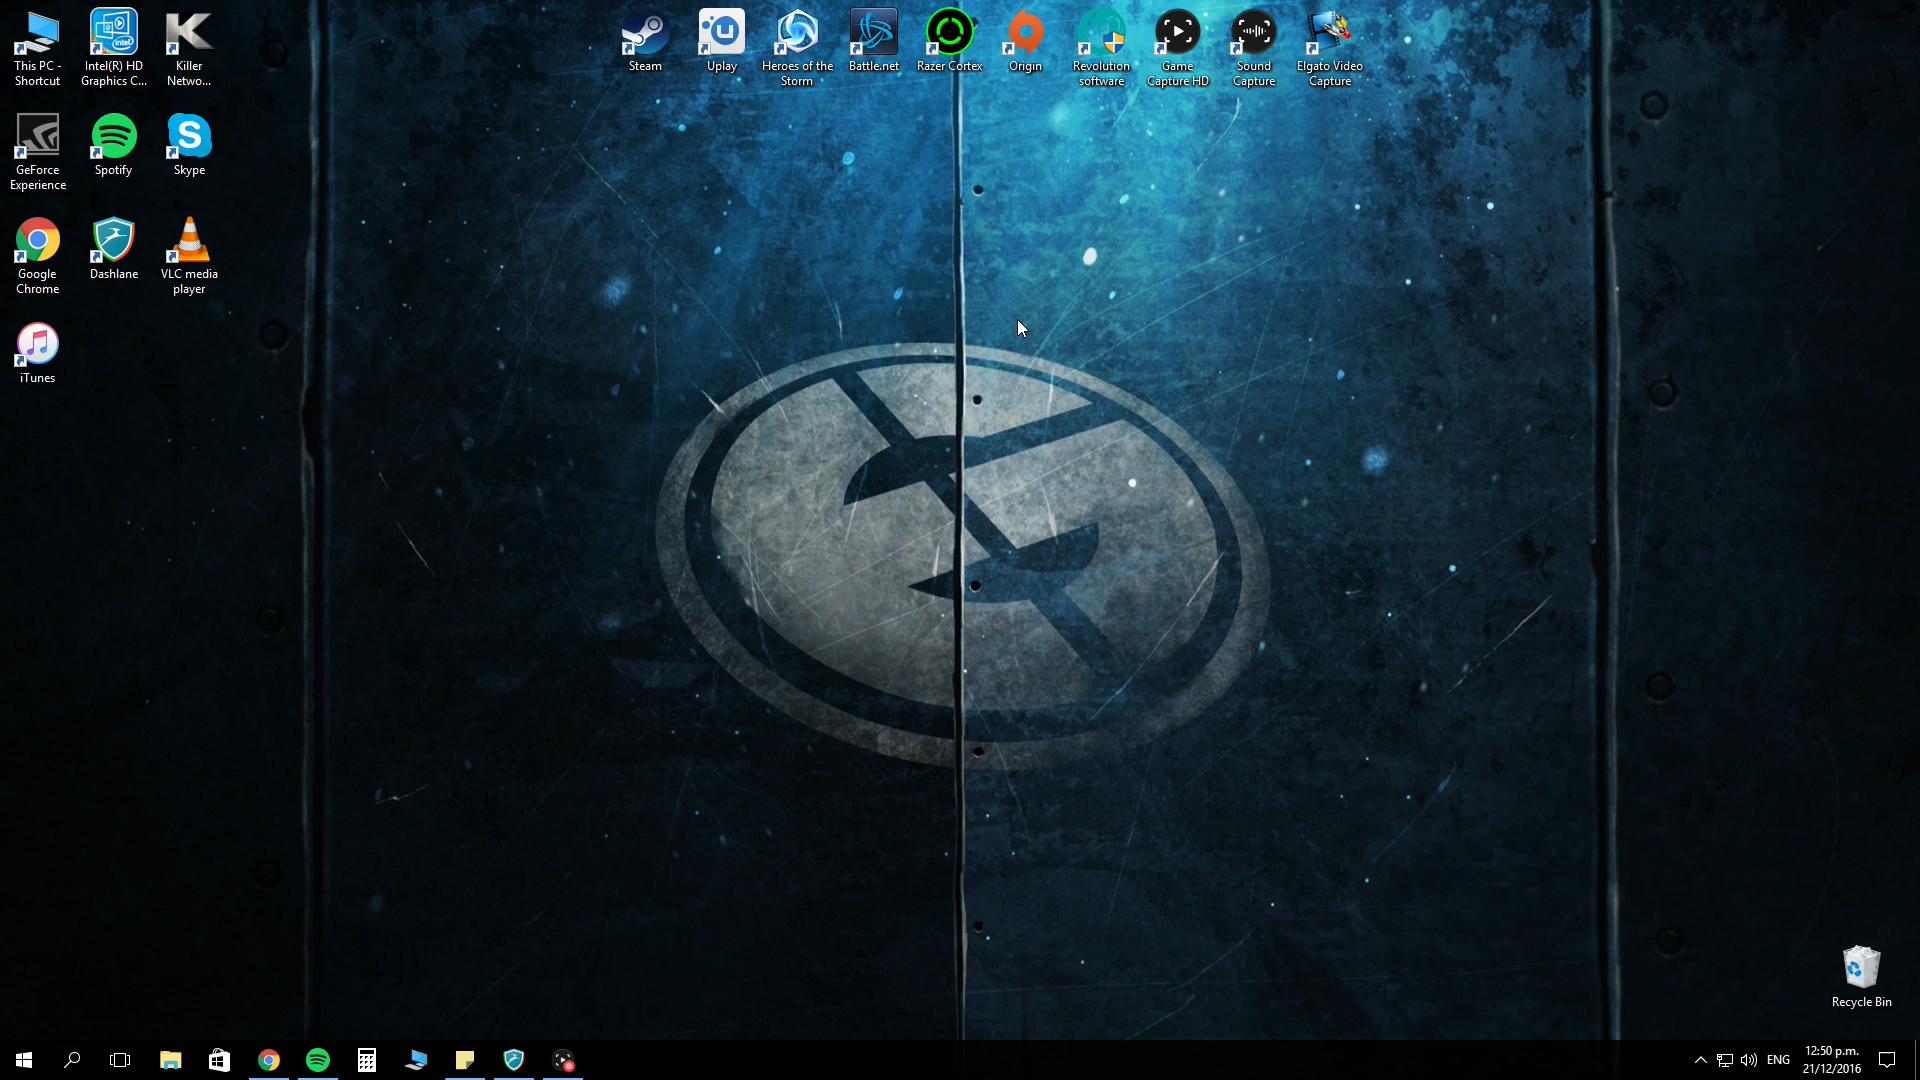 This PC -
Shortcut
Intel(R) HD
Graphics C...
Killer
Netwo...
Steam
Uplay
Heroes of the
Storm
Battle.net
Razer Cortex
Origin
Revolution
software
Game
Capture HD
Sound
Capture
Elgato Video
Capture
GeForce
Experience
Spotify
Skype
Google
Chrome
Dashlane
VLC media
player
iTunes
Recycle Bin
ENG
12:50 p.m.
21/12/2016